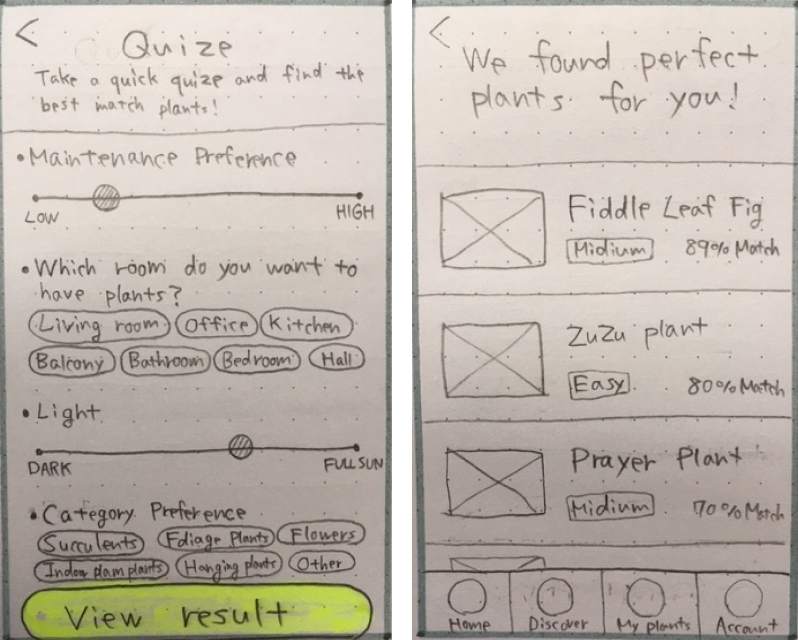 <
Quize
Take a quick quize and find the
best match plants!
•Maintenance Preference
LOW HIGH
•Which room do you want to
have plants?
Living room Office Kitchen
Balcony Bathroom Bedroom Hall
•Light
DARK FULL SUN
•Category Preference
Succulents Foliage Plants Flowers
Indoor plants Hanging plants Other
View result
<
We found perfect
plants for you!
Fiddle Leaf Fig
Midium 89% Match
ZuZu plant
Easy 80% Match
Prayer Plant
Midium 70% Match
Home Discover My plants Account